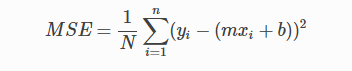 MSE = \frac{1}{N} \sum_{i=1}^{n} (y_i - (mx_i + b))^2